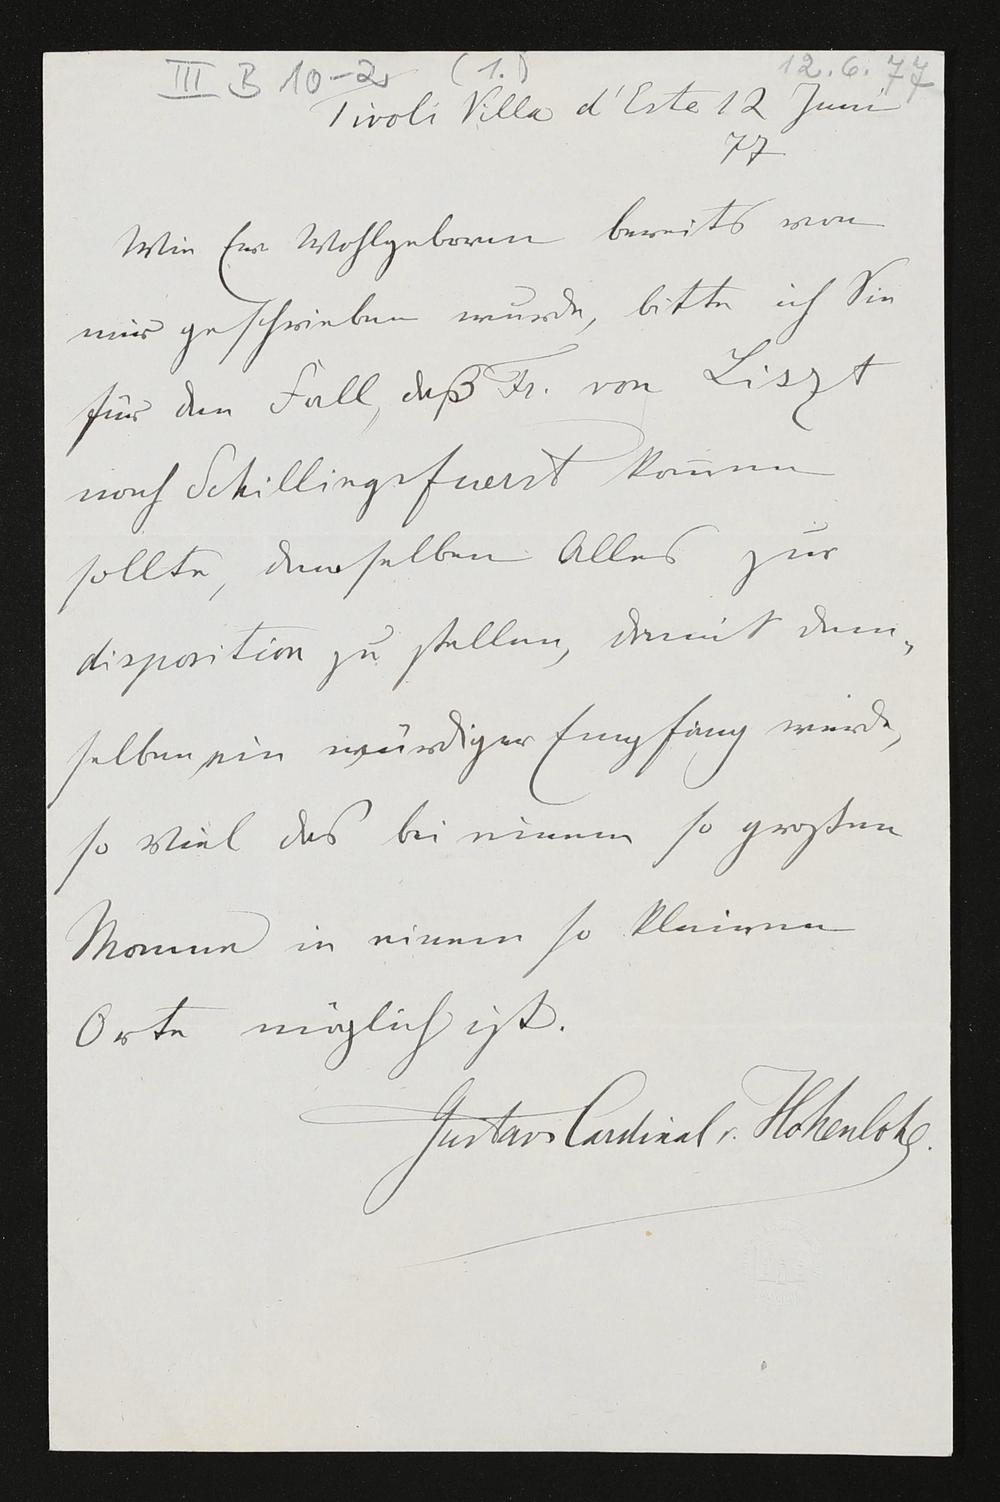 III B 10-2 (1.) 12.6.77
Tivoli Villa d'Este 12 Juni
77
Wie Ew Wohlgeboren bereits von
mir geschrieben wurde, bitte ich Sie
für den Fall, daß Fr. von Liszt
nach Schillingsfuerst kom̄en
sollte, demselben Alles zur
disposition zu stellen, damit dem-
selben ein würdiger Empfang werde,
so viel das bei einem so großen
Manne in einem so kleinen
Orte möglich ist.
Gustav Cardinal v. Hohenlohe.